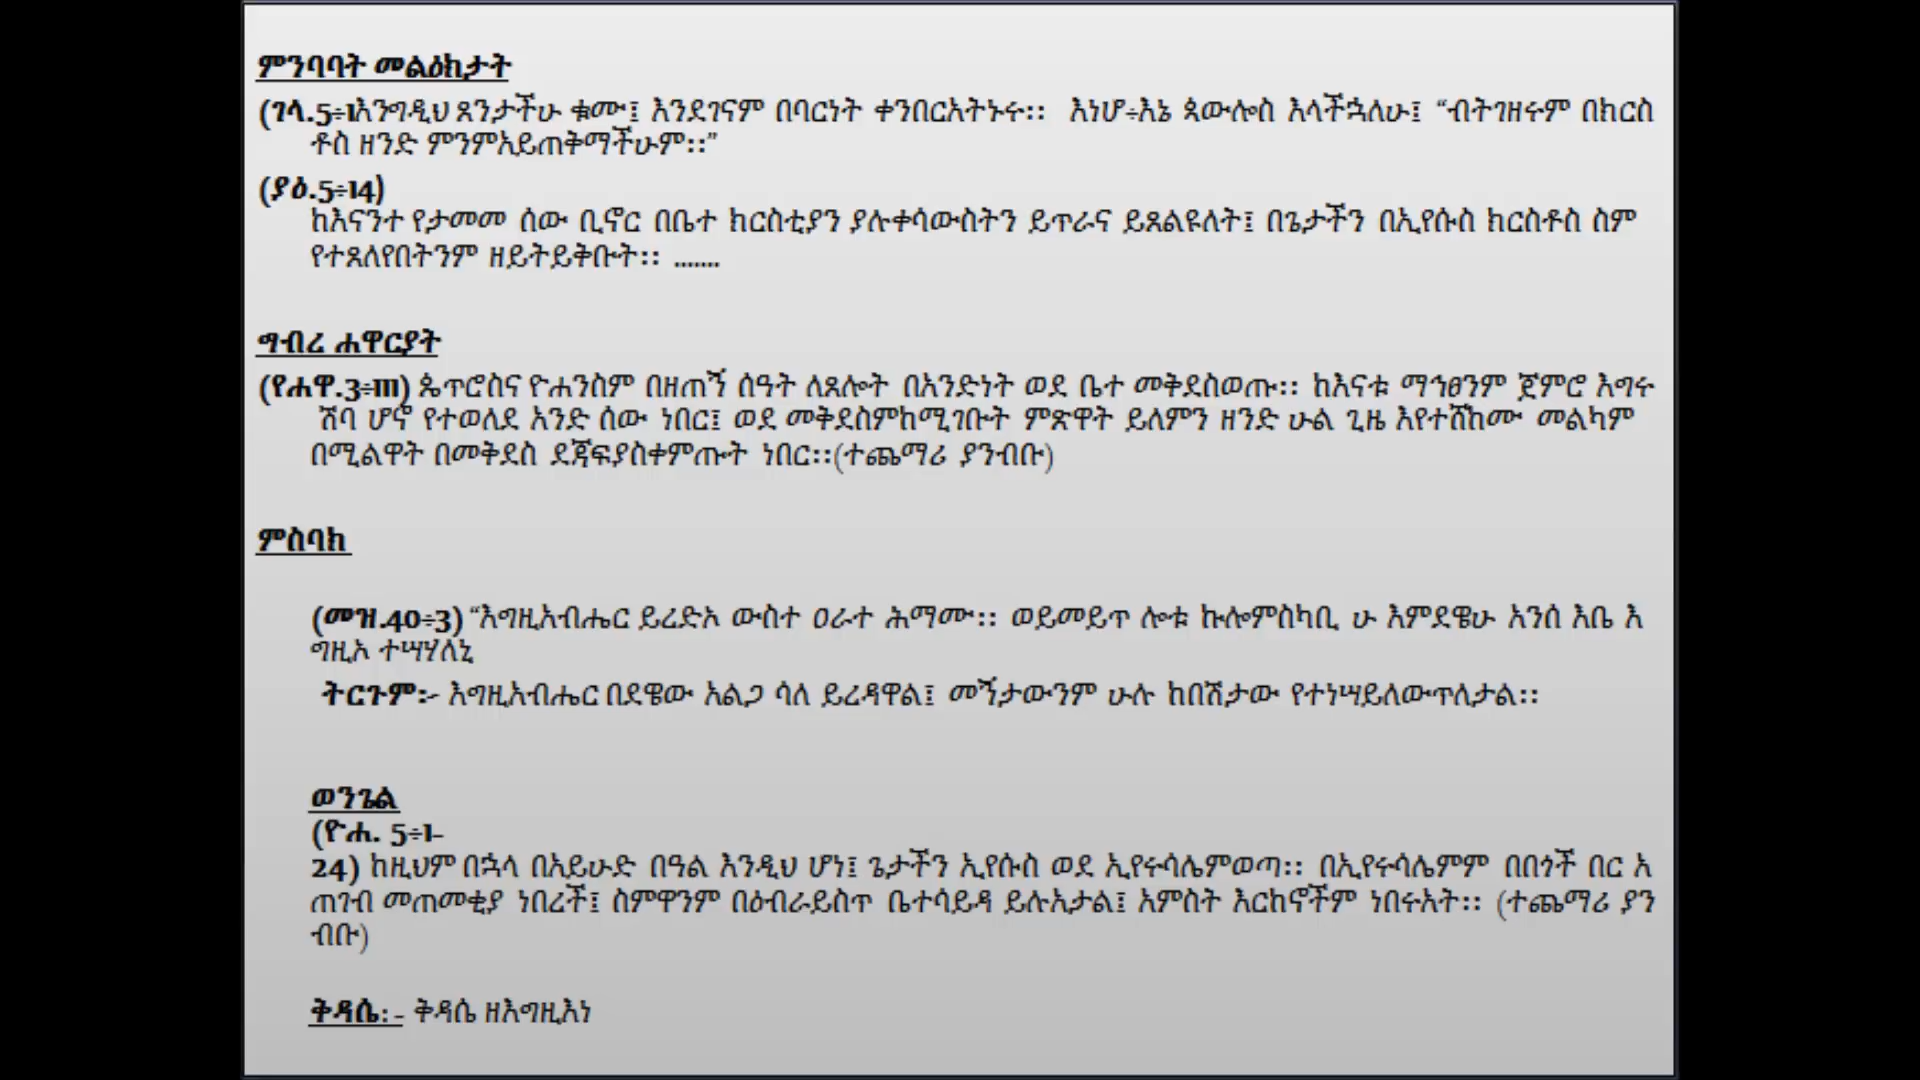 ምንባባት መልዕክታት
(ገላ.5÷1እንግዲህ ጸንታችሁ ቁሙ፤ እንደገናም በባርነት ቀንበርአትኑሩ፡፡ እነሆ÷እኔ ጳውሎስ እላችኋለሁ፤ “ብትገዘሩም በክርስ
ቶስ ዘንድ ምንምአይጠቅማችሁም፡፡”
(ያዕ.5÷14)
ከእናንተ የታመመ ሰው ቢኖር በቤተ ክርስቲያን ያሉቀሳውስትን ይጥራና ይጸልዩለት፤ በጌታችን በኢየሱስ ክርስቶስ ስም
የተጸለየበትንም ዘይትይቅቡት፡፡ .......
ግብረ ሐዋርያት
(የሐዋ.3÷111) ጴጥሮስና ዮሐንስም በዘጠኝ ሰዓት ለጸሎት በአንድነት ወደ ቤተ መቅደስወጡ፡፡ ከእናቱ ማኅፀንም ጀምሮ እግሩ
ሽባ ሆኖ የተወለደ አንድ ሰው ነበር፤ ወደ መቅደስምከሚገቡት ምጽዋት ይለምን ዘንድ ሁል ጊዜ እየተሸከሙ መልካም
በሚልዋት በመቅደስ ደጃፍያስቀምጡት ነበር፡፡(ተጨማሪ ያንብቡ)
ምስባክ
(መዝ.40÷3) “እግዚአብሔር ይረድኦ ውስተ ዐራተ ሕማሙ፡፡ ወይመይጥ ሎቱ ኩሎምስካቢ ሁ እምደዌሁ አንሰ እቤ እ
ግዚኦ ተሣሃለኒ
ትርጉም፦ እግዚአብሔር በደዌው አልጋ ሳለ ይረዳዋል፤ መኝታውንም ሁሉ ከበሽታው የተነሣይለውጥለታል፡፡
ወንጌል
(ዮሐ. 5÷1-
24) ከዚህም በኋላ በአይሁድ በዓል እንዲህ ሆነ፤ ጌታችን ኢየሱስ ወደ ኢየሩሳሌምወጣ፡፡ በኢየሩሳሌምም በበጎች በር አ
ጠገብ መጠመቂያ ነበረች፤ ስምዋንም በዕብራይስጥ ቤተሳይዳ ይሉአታል፤ አምስት እርከኖችም ነበሩአት፡፡ (ተጨማሪ ያን
ብቡ)
ቅዳሴ፡- ቅዳሴ ዘእግዚእነ